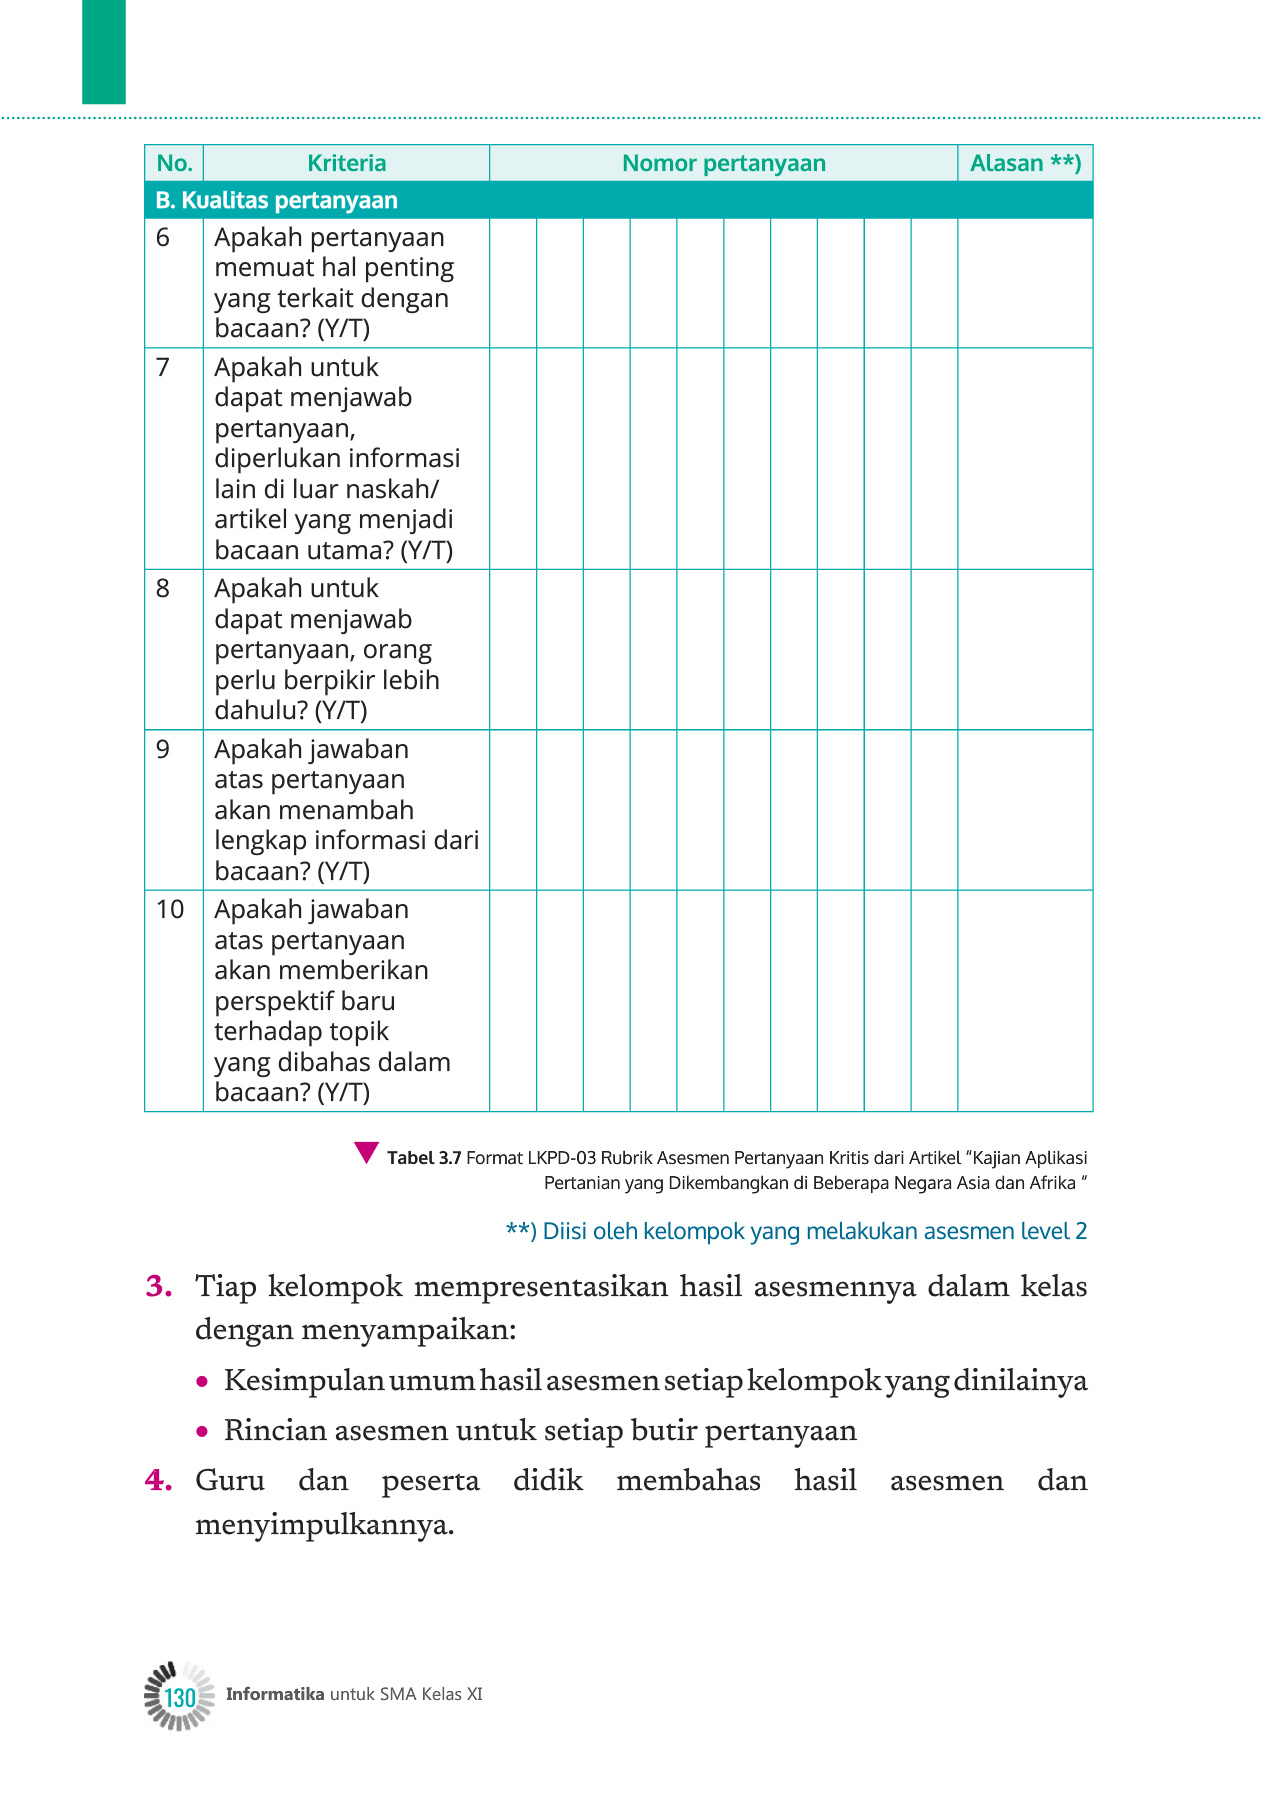 No. Kriteria Nomor pertanyaan Alasan **)
B. Kualitas pertanyaan
6 Apakah pertanyaan
memuat hal penting
yang terkait dengan
bacaan? (Y/T)
7 Apakah untuk
dapat menjawab
pertanyaan,
diperlukan informasi
lain di luar naskah/
artikel yang menjadi
bacaan utama? (Y/T)
8 Apakah untuk
dapat menjawab
pertanyaan, orang
perlu berpikir lebih
dahulu? (Y/T)
9 Apakah jawaban
atas pertanyaan
akan menambah
lengkap informasi dari
bacaan? (Y/T)
10 Apakah jawaban
atas pertanyaan
akan memberikan
perspektif baru
terhadap topik
yang dibahas dalam
bacaan? (Y/T)
Tabel 3.7 Format LKPD-03 Rubrik Asesmen Pertanyaan Kritis dari Artikel “Kajian Aplikasi
Pertanian yang Dikembangkan di Beberapa Negara Asia dan Afrika “
**) Diisi oleh kelompok yang melakukan asesmen level 2
3. Tiap kelompok mempresentasikan hasil asesmennya dalam kelas
dengan menyampaikan:
• Kesimpulan umum hasil asesmen setiap kelompok yang dinilainya
• Rincian asesmen untuk setiap butir pertanyaan
4. Guru dan peserta didik membahas hasil asesmen dan
menyimpulkannya.
130 Informatika untuk SMA Kelas XI